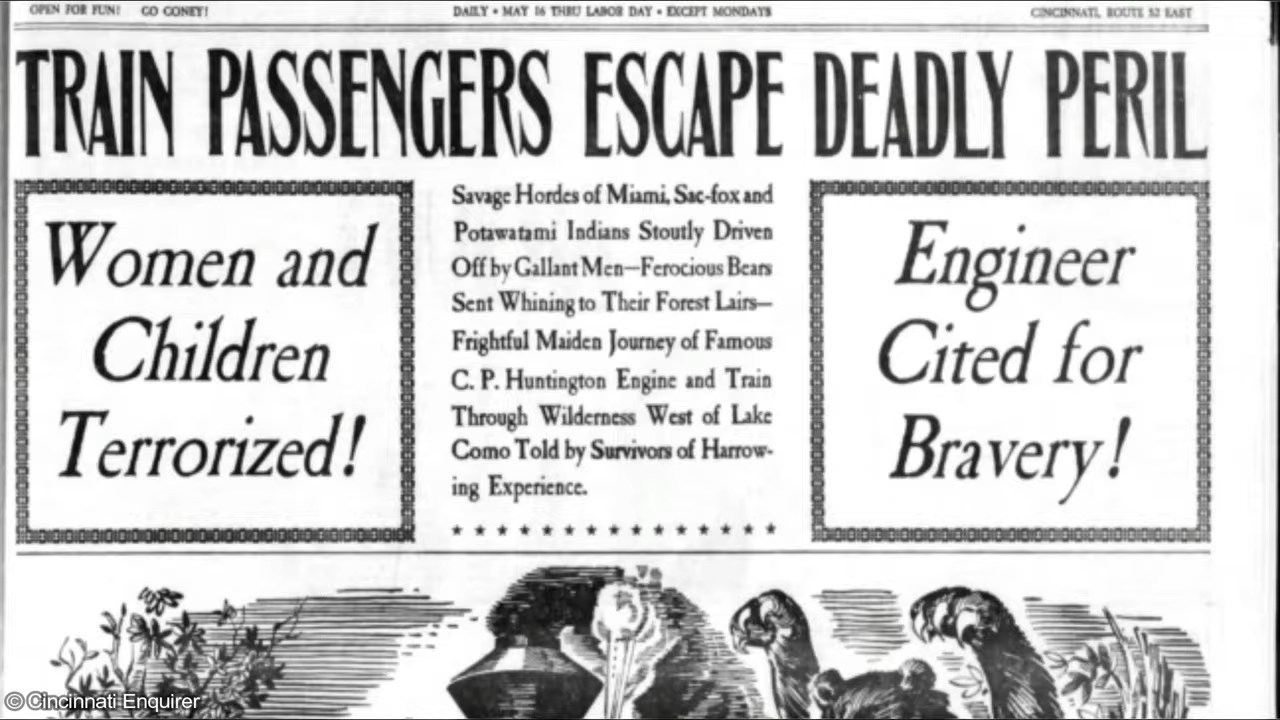 OPEN FOR FUN! GO CONEY!
DAILY • MAY 16 THRU LABOR DAY • EXCEPT MONDAYS
CINCINNATI, ROUTE 52 EAST
TRAIN PASSENGERS ESCAPE DEADLY PERIL
Women and
Children
Terrorized!
Savage Hordes of Miami, Sac-fox and
Potawatami Indians Stoutly Driven
Off by Gallant Men—Ferocious Bears
Sent Whining to Their Forest Lairs—
Frightful Maiden Journey of Famous
C. P. Huntington Engine and Train
Through Wilderness West of Lake
Como Told by Survivors of Harrow-
ing Experience.
Engineer
Cited for
Bravery!
© Cincinnati Enquirer